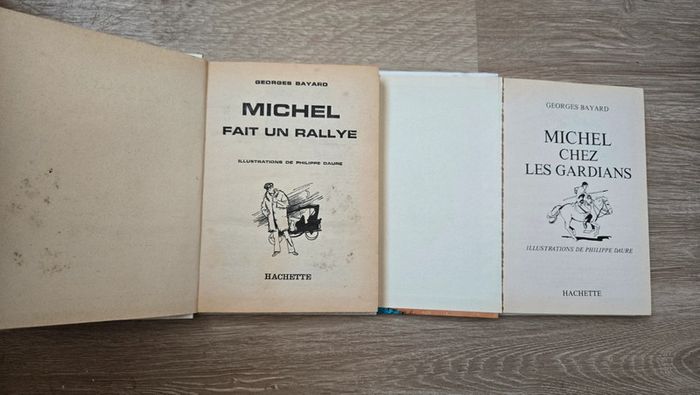 GEORGES BAYARD
MICHEL
FAIT UN RALLYE
ILLUSTRATIONS DE PHILIPPE DAURE
HACHETTE
GEORGES BAYARD
MICHEL
CHEZ
LES GARDIANS
ILLUSTRATIONS DE PHILIPPE DAURE
HACHETTE